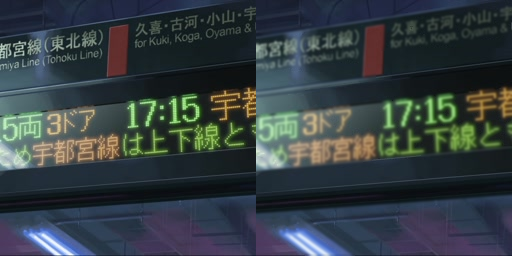 都宮線(東北線)
miya Line (Tohoku Line)
久喜・古河・小山・宇
for Kuki, Koga, Oyama &
5両 3ドア 17:15 宇都
め宇都宮線は上下線と
都宮線(東北線)
miya Line (Tohoku Line)
久喜・古河・小山・宇
for Kuki, Koga, Oyama &
5両 3ドア 17:15 宇
め宇都宮線は上下線と